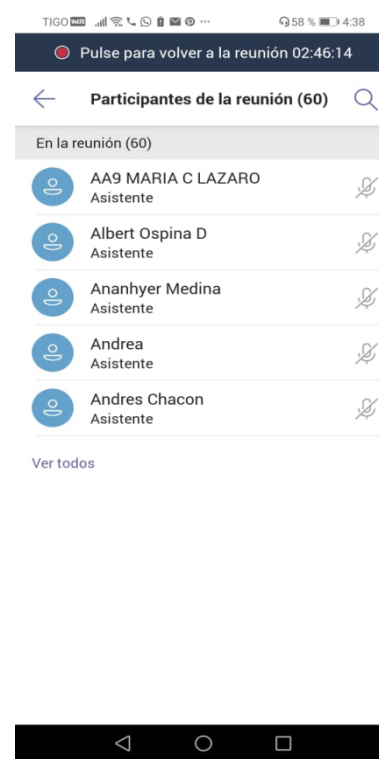 TIGO VoLTE 58 % 4:38
Pulse para volver a la reunión 02:46:14
Participantes de la reunión (60)
En la reunión (60)
AA9 MARIA C LAZARO
Asistente
Albert Ospina D
Asistente
Ananhyer Medina
Asistente
Andrea
Asistente
Andres Chacon
Asistente
Ver todos